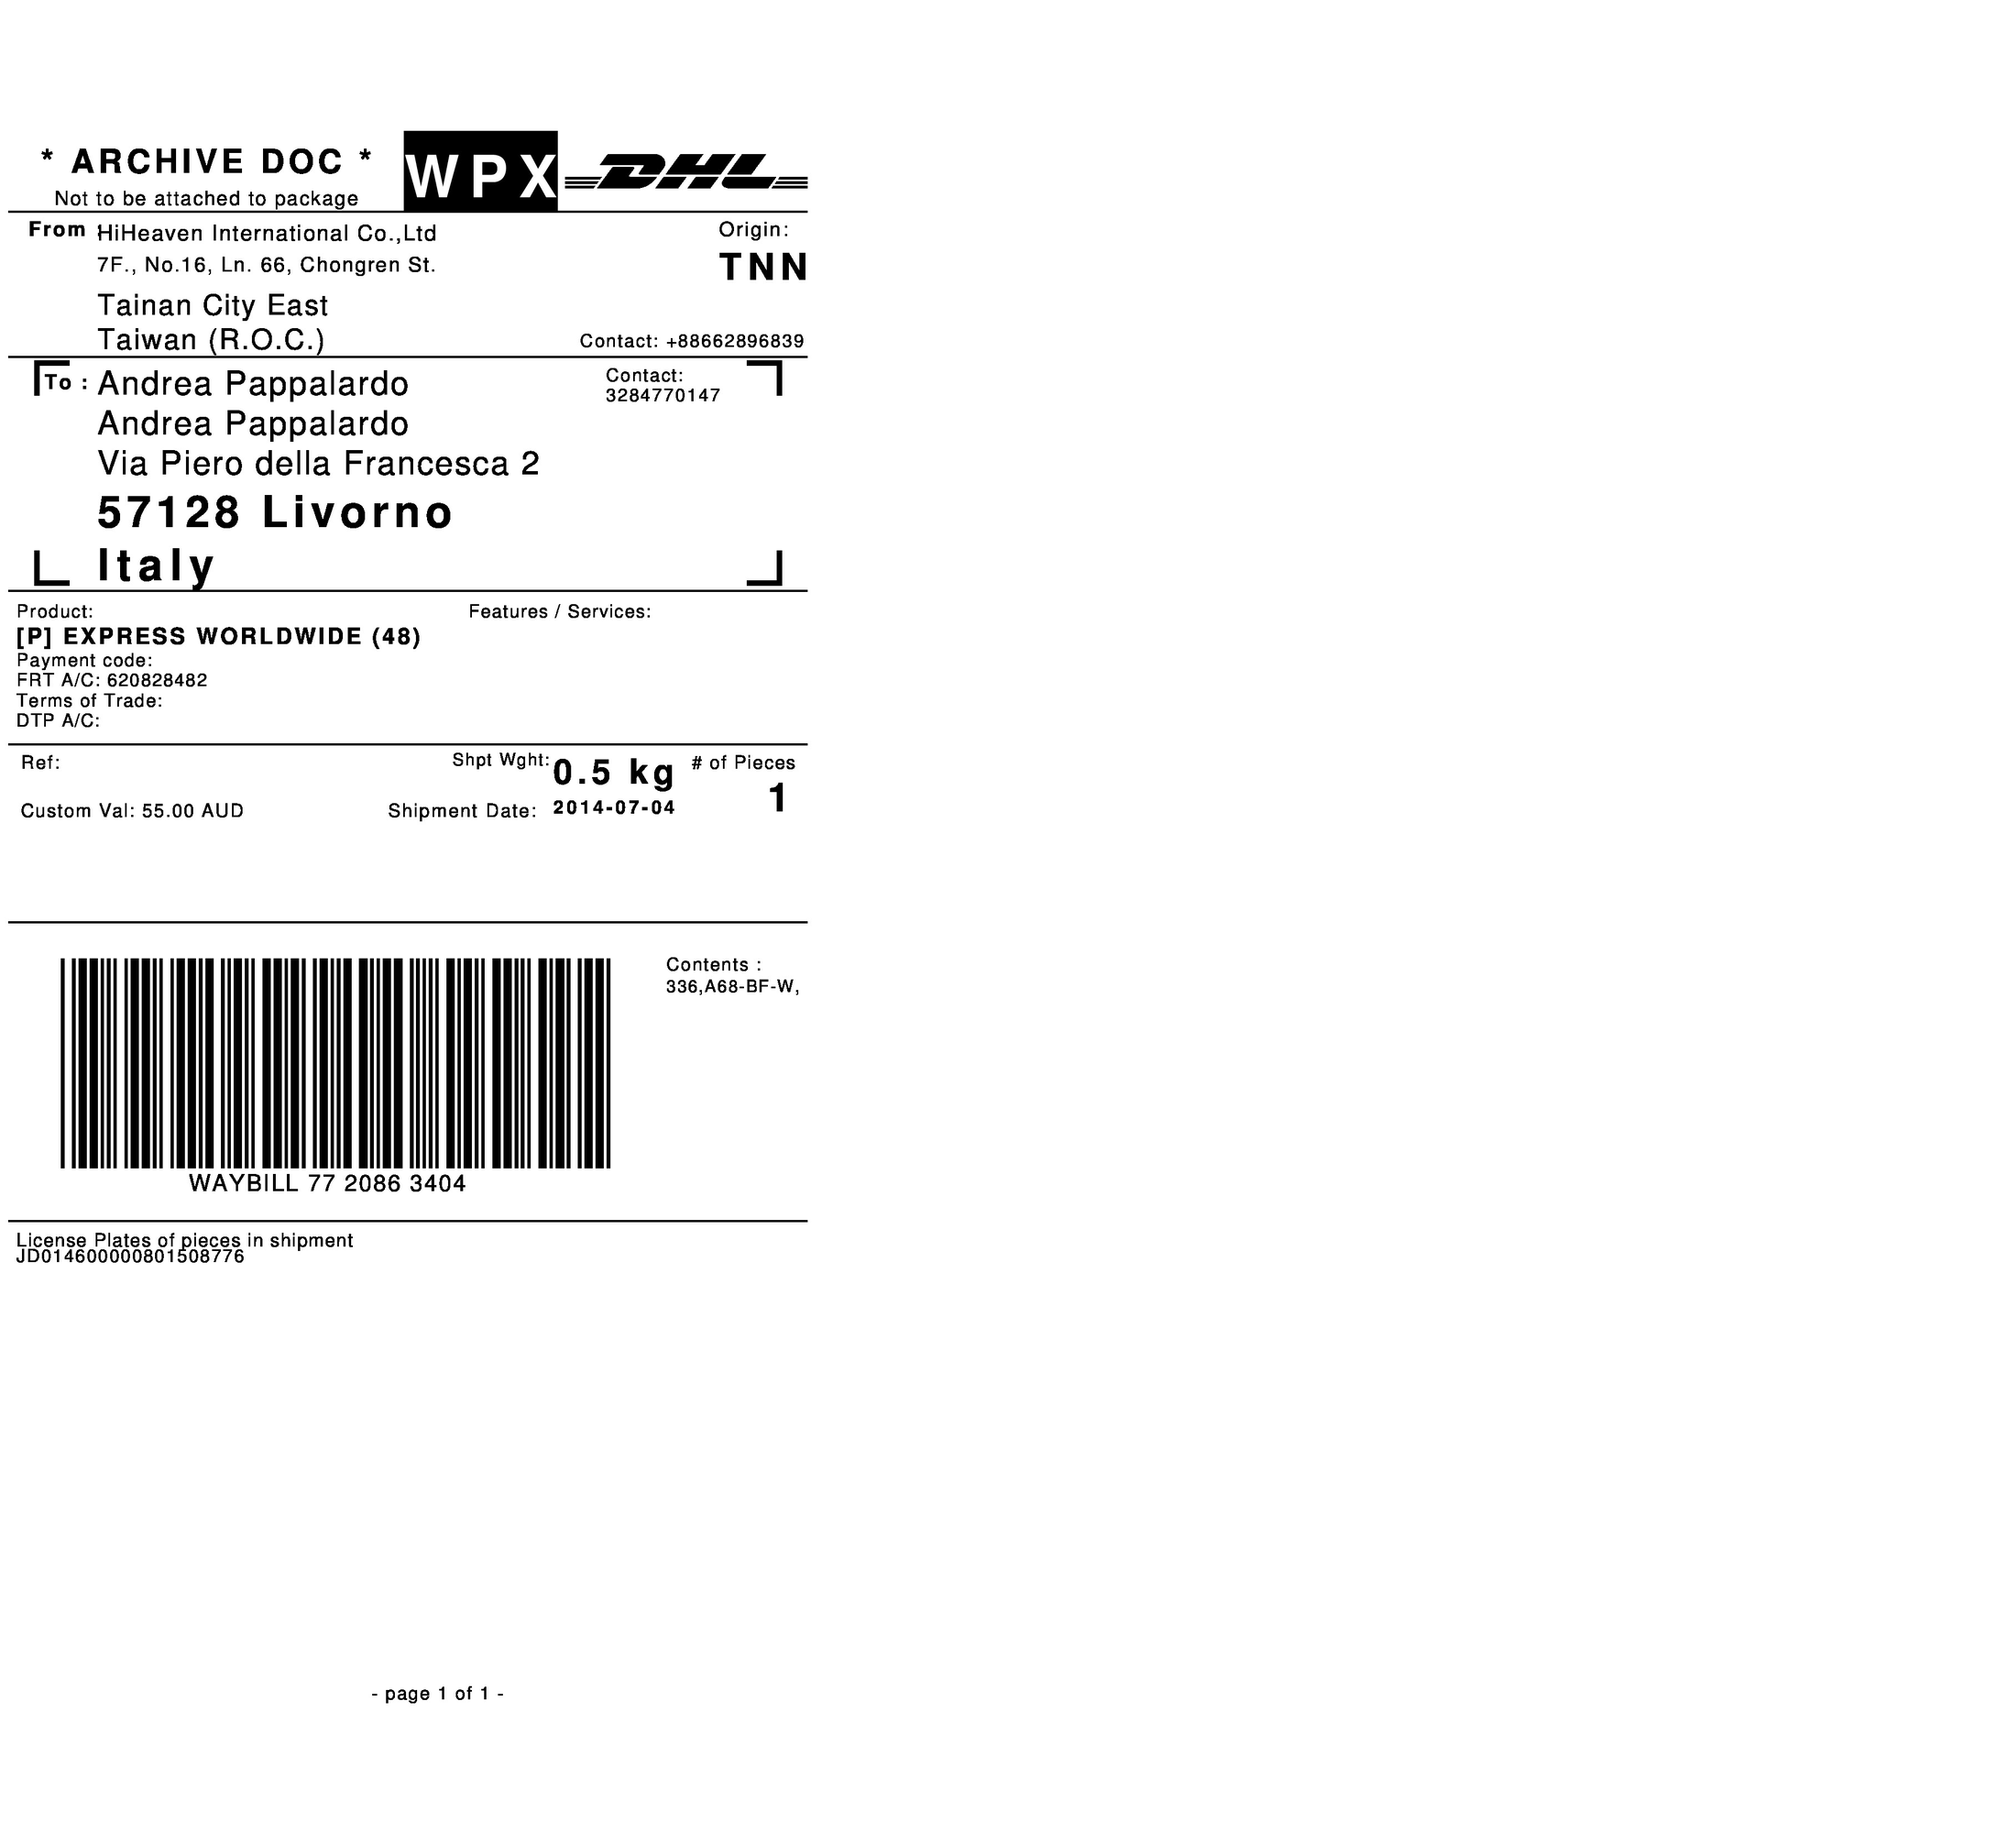 * ARCHIVE DOC *
Not to be attached to package
WPX
DHL
From :
HiHeaven International Co.,Ltd
7F., No.16, Ln. 66, Chongren St.
Tainan City East
Taiwan (R.O.C.)
Origin:
TNN
Contact: +88662896839
To :
Andrea Pappalardo
Andrea Pappalardo
Via Piero della Francesca 2
57128 Livorno
Italy
Contact:
3284770147
Product:
[P] EXPRESS WORLDWIDE (48)
Payment code:
FRT A/C: 620828482
Terms of Trade:
DTP A/C:
Features / Services:
Ref:
Shpt Wght: 0.5 kg
# of Pieces
1
Custom Val: 55.00 AUD
Shipment Date: 2014-07-04
Contents :
336,A68-BF-W,
WAYBILL 77 2086 3404
License Plates of pieces in shipment
JD014600000801508776
- page 1 of 1 -